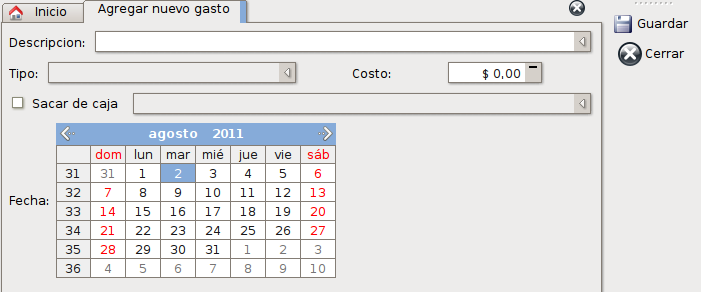 Inicio
Agregar nuevo gasto
Guardar
Cerrar
Descripcion:
Tipo:
Costo:
$ 0,00
Sacar de caja
Fecha:
agosto 2011
dom lun mar mié jue vie sáb
31 31 1 2 3 4 5 6
32 7 8 9 10 11 12 13
33 14 15 16 17 18 19 20
34 21 22 23 24 25 26 27
35 28 29 30 31 1 2 3
36 4 5 6 7 8 9 10